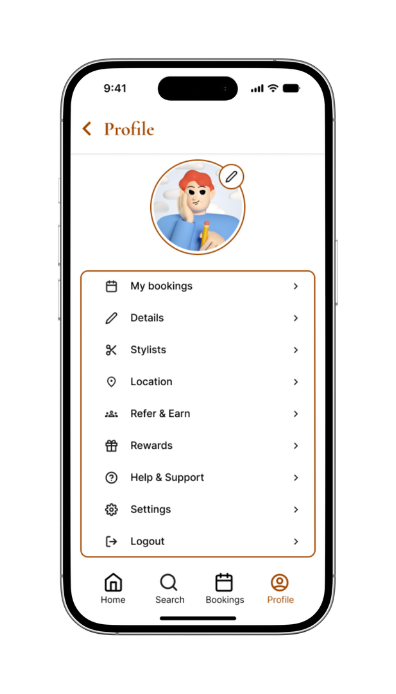 9:41
Profile
My bookings
Details
Stylists
Location
Refer & Earn
Rewards
Help & Support
Settings
Logout
Home Search Bookings Profile